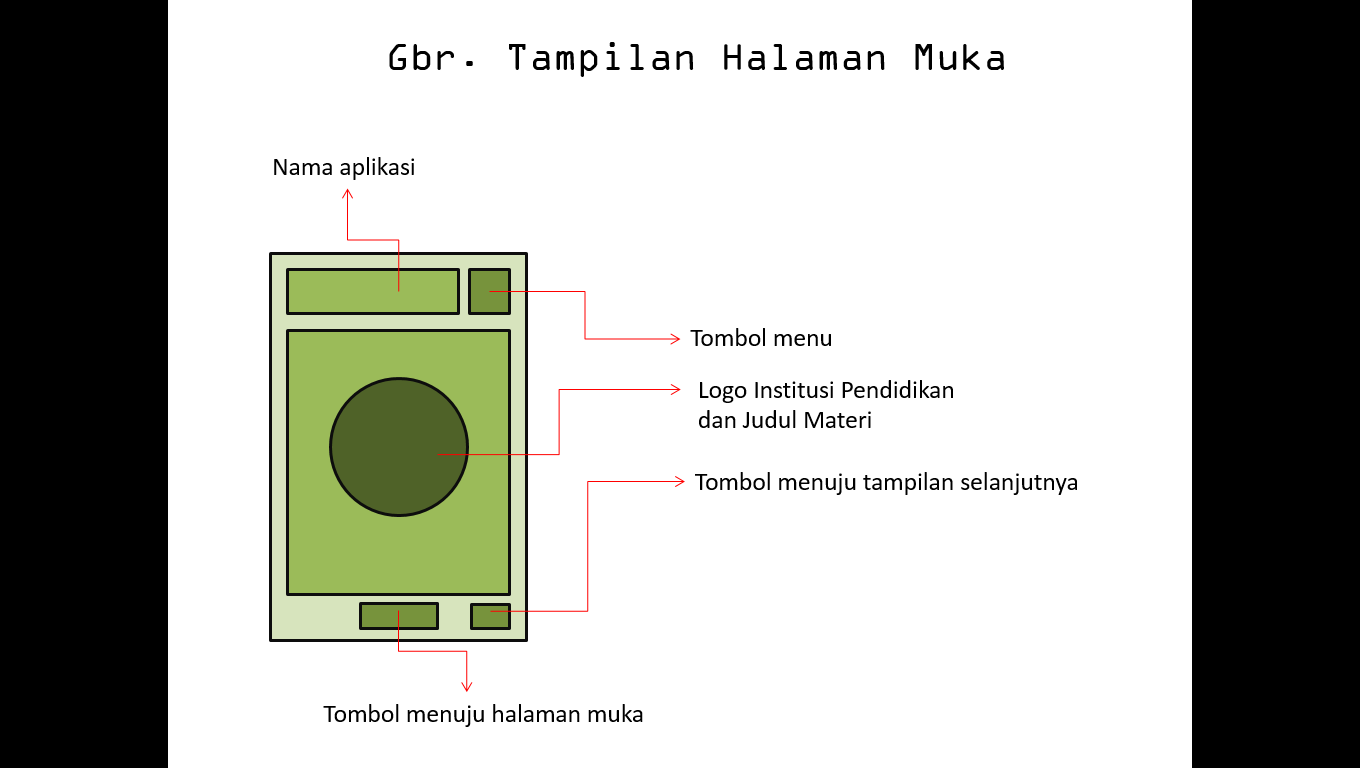 Gbr. Tampilan Halaman Muka
Nama aplikasi
Tombol menu
Logo Institusi Pendidikan
dan Judul Materi
Tombol menuju tampilan selanjutnya
Tombol menuju halaman muka